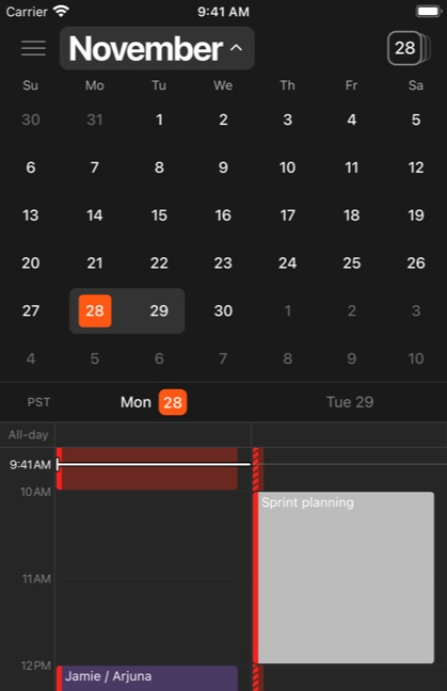 Carrier 9:41 AM
November 28
Su Mo Tu We Th Fr Sa
30 31 1 2 3 4 5
6 7 8 9 10 11 12
13 14 15 16 17 18 19
20 21 22 23 24 25 26
27 28 29 30 1 2 3
4 5 6 7 8 9 10
PST Mon 28 Tue 29
All-day
9:41AM
10AM
Sprint planning
11AM
12PM
Jamie / Arjuna